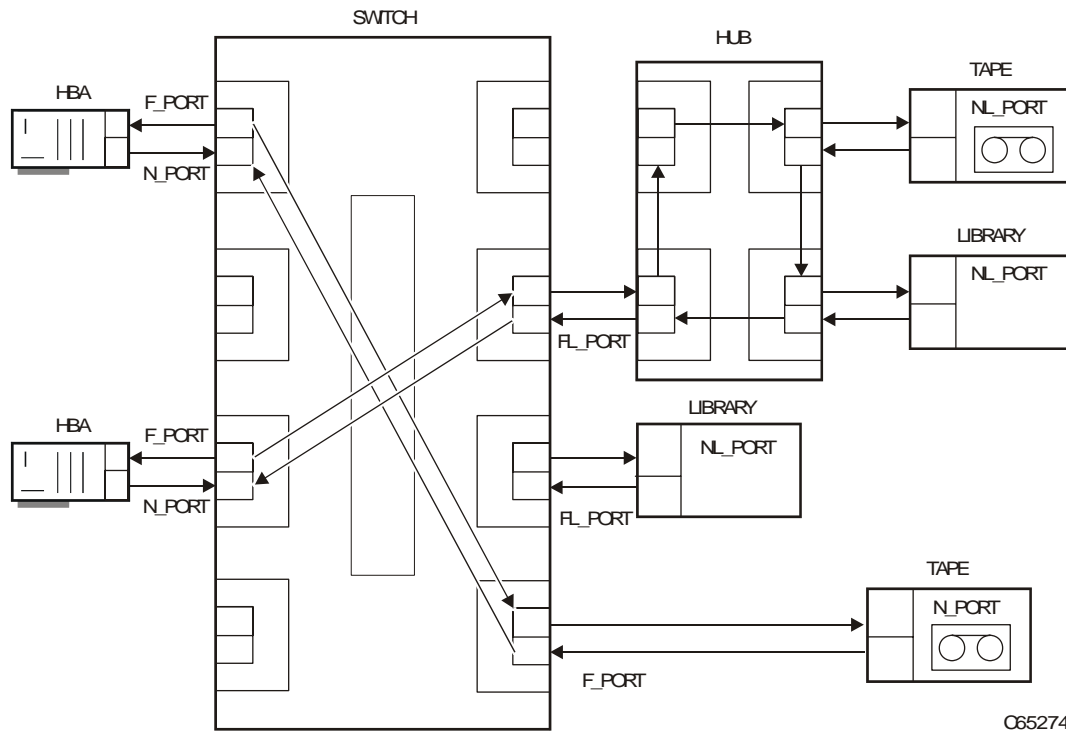 SWITCH
HUB
TAPE
HBA
F_PORT
NL_PORT
N_PORT
LIBRARY
NL_PORT
FL_PORT
LIBRARY
HBA
F_PORT
NL_PORT
N_PORT
FL_PORT
TAPE
N_PORT
F_PORT
C65274